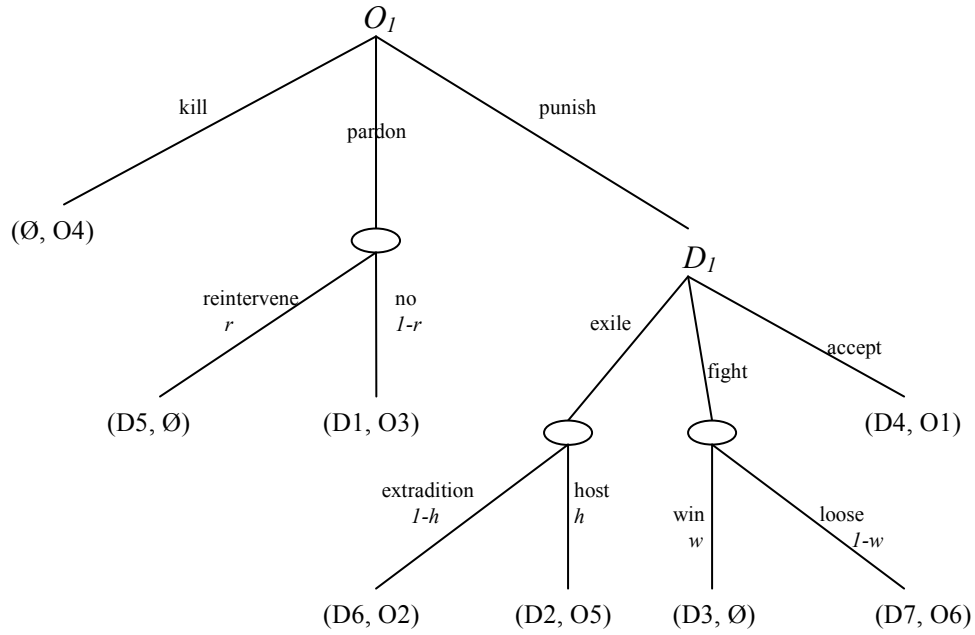 O1
kill
pardon
punish
(Ø, O4)
D1
reintervene
r
no
1-r
exile
fight
accept
(D5, Ø)
(D1, O3)
(D4, O1)
extradition
1-h
host
h
win
w
loose
1-w
(D6, O2)
(D2, O5)
(D3, Ø)
(D7, O6)